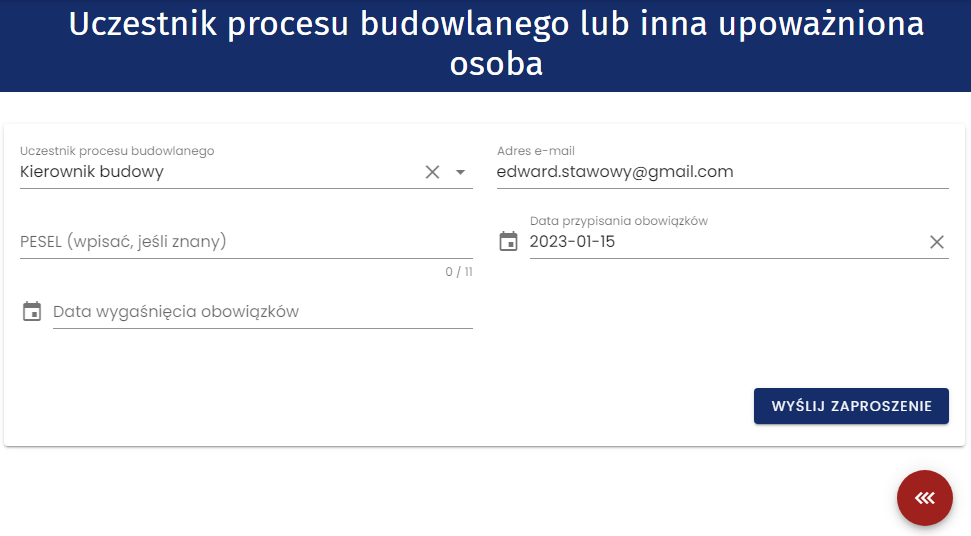 Uczestnik procesu budowlanego lub inna upoważniona
osoba
Uczestnik procesu budowlanego
Kierownik budowy
Adres e-mail
edward.stawowy@gmail.com
PESEL (wpisać, jeśli znany)
0 / 11
Data przypisania obowiązków
2023-01-15
Data wygaśnięcia obowiązków
WYŚLIJ ZAPROSZENIE